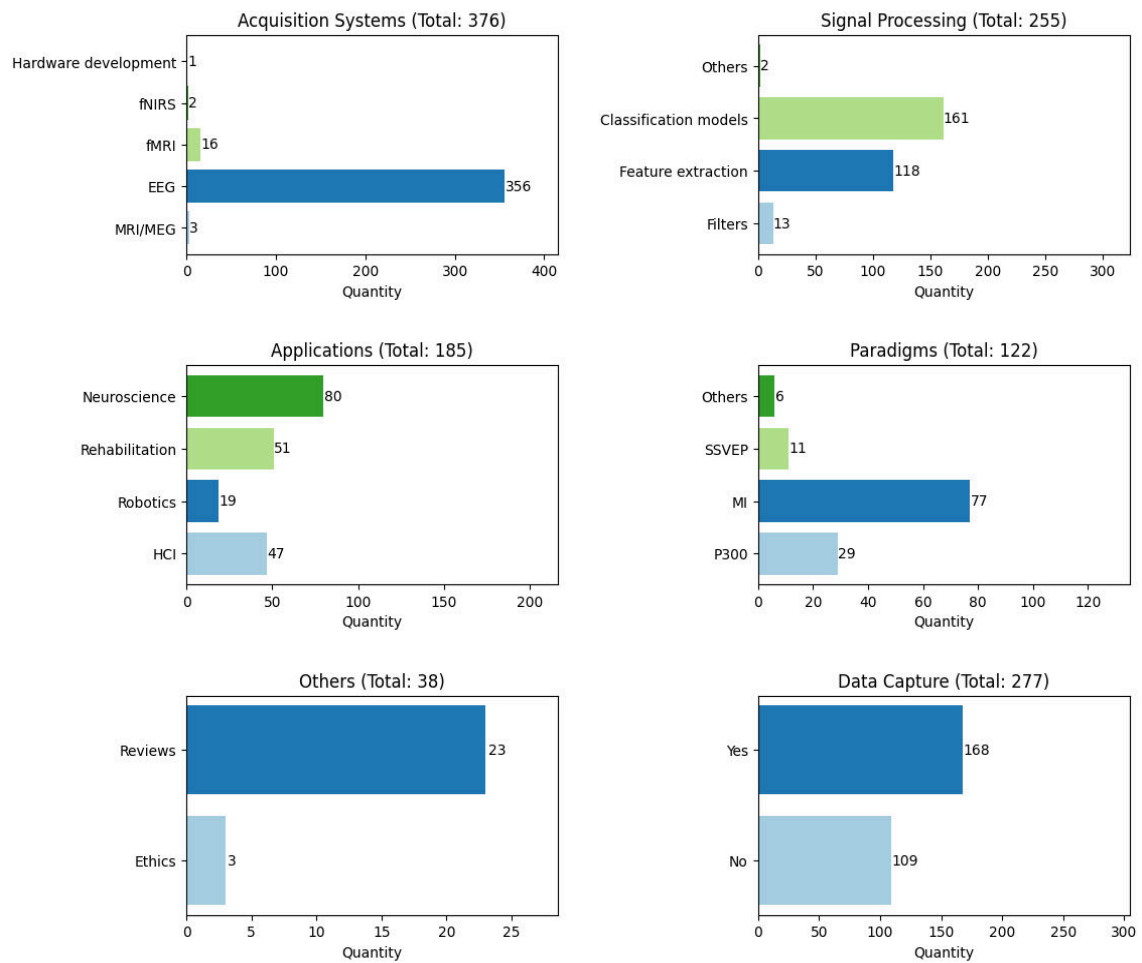 Acquisition Systems (Total: 376)
Hardware development 1
fNIRS 2
fMRI 16
EEG 356
MRI/MEG 3
0 100 200 300 400
Quantity
Signal Processing (Total: 255)
Others 2
Classification models 161
Feature extraction 118
Filters 13
0 50 100 150 200 250 300
Quantity
Applications (Total: 185)
Neuroscience 80
Rehabilitation 51
Robotics 19
HCI 47
0 50 100 150 200
Quantity
Paradigms (Total: 122)
Others 6
SSVEP 11
MI 77
P300 29
0 20 40 60 80 100 120
Quantity
Others (Total: 38)
Reviews 23
Ethics 3
0 5 10 15 20 25
Quantity
Data Capture (Total: 277)
Yes 168
No 109
0 50 100 150 200 250 300
Quantity